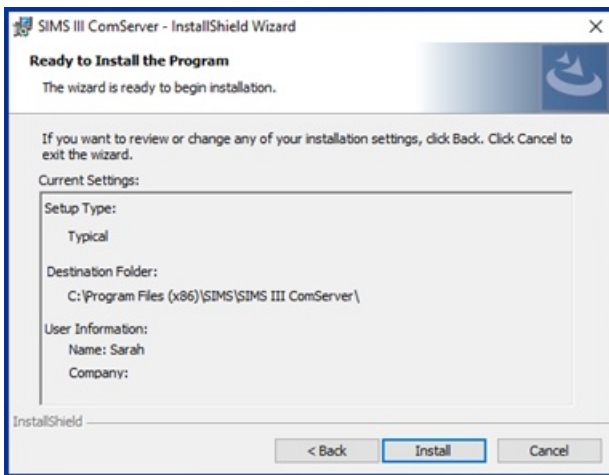 SIMS III ComServer - InstallShield Wizard
Ready to Install the Program
The wizard is ready to begin installation.
If you want to review or change any of your installation settings, click Back. Click Cancel to
exit the wizard.
Current Settings:
Setup Type:
Typical
Destination Folder:
C:\Program Files (x86)\SIMS\SIMS III ComServer\
User Information:
Name: Sarah
Company:
InstallShield
< Back
Install
Cancel